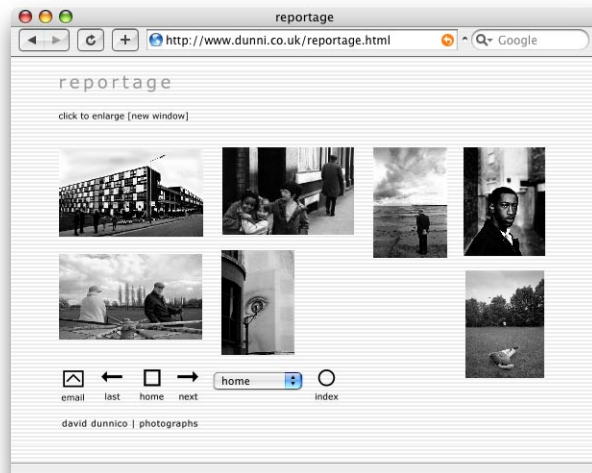 reportage
http://www.dunni.co.uk/reportage.html
Google
reportage
click to enlarge [new window]
email
last
home
next
home
index
david dunnico | photographs